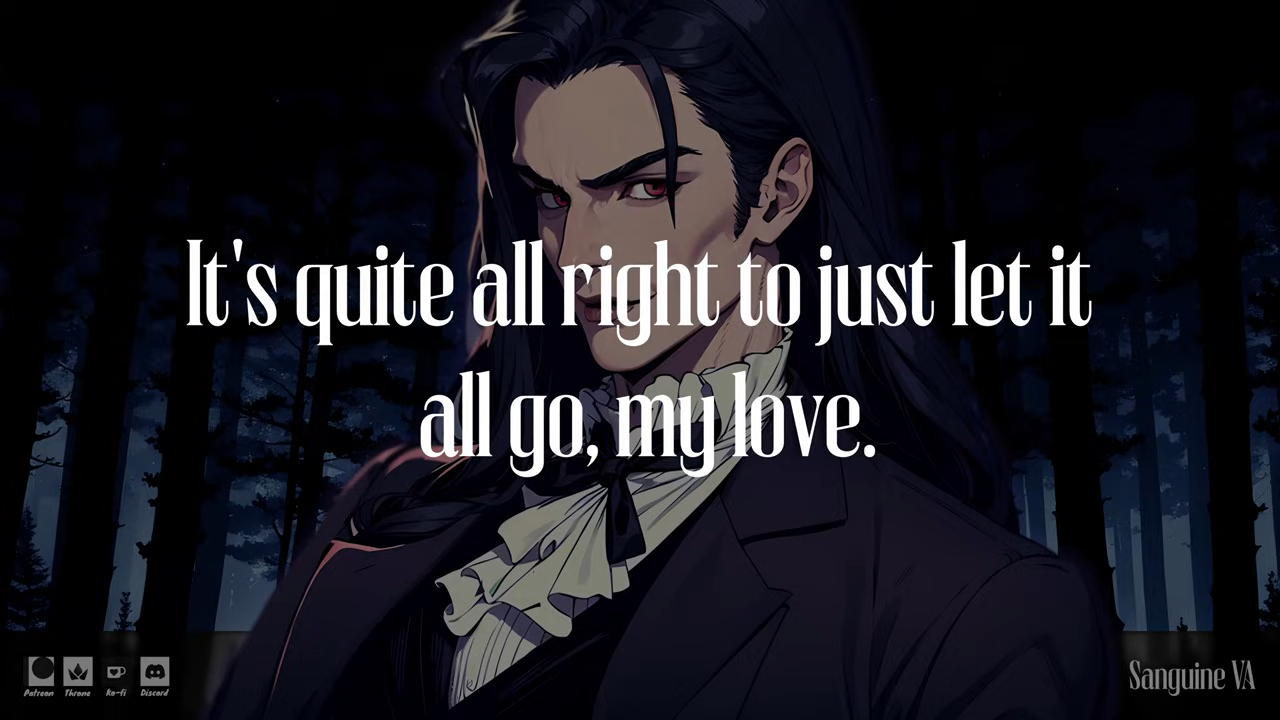 It's quite all right to just let it
all go, my love.
Patreon Throne Ko-fi Discord
Sanguine VA